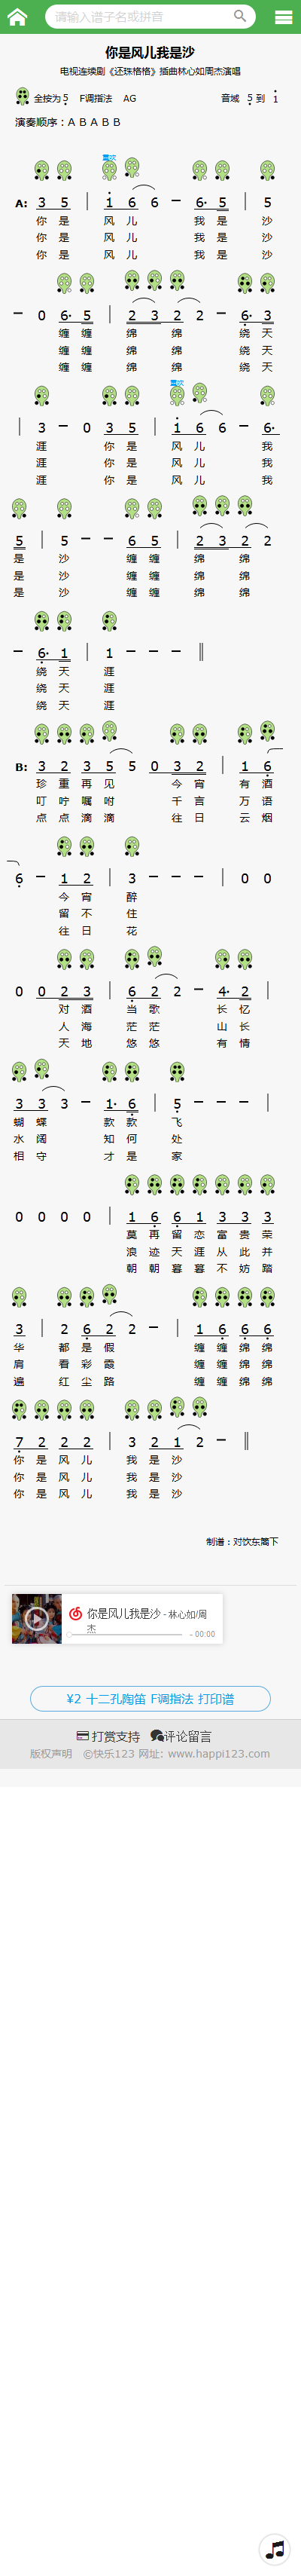 请输入谱子名或拼音
你是风儿我是沙
电视连续剧《还珠格格》插曲林心如周杰演唱
全按为 5 F调指法 AG 音域 5 到 1
演奏顺序：A B A B B
重吹
A: 3 5 | 1 6 6 － 6· 5 | 5
你 是 风 儿 我 是 沙
你 是 风 儿 我 是 沙
你 是 风 儿 我 是 沙
－ 0 6· 5 | 2 3 2 2 － 6· 3
缠 缠 绵 绵 绕 天
缠 缠 绵 绵 绕 天
缠 缠 绵 绵 绕 天
重吹
| 3 － 0 3 5 | 1 6 6 － 6·
涯 你 是 风 儿 我
涯 你 是 风 儿 我
涯 你 是 风 儿 我
5 | 5 － － 6 5 | 2 3 2 2
是 沙 缠 缠 绵 绵
是 沙 缠 缠 绵 绵
是 沙 缠 缠 绵 绵
－ 6· 1 | 1 － － － ‖
绕 天 涯
绕 天 涯
绕 天 涯
B: 3 2 3 5 5 0 3 2 | 1 6
珍 重 再 见 今 宵 有 酒
叮 咛 嘱 咐 千 言 万 语
点 点 滴 滴 往 日 云 烟
6 － 1 2 | 3 － － － | 0 0
今 宵 醉
留 不 住
往 日 花
0 0 2 3 | 6 2 2 － 4· 2 |
对 酒 当 歌 长 忆
人 海 茫 茫 山 长
天 地 悠 悠 有 情
3 3 3 － 1· 6 | 5 － － － |
蝴 蝶 款 款 飞
水 阔 知 何 处
相 守 才 是 家
0 0 0 0 | 1 6 6 1 3 3 3
莫 再 留 恋 富 贵 荣
浪 迹 天 涯 从 此 并
朝 朝 暮 暮 不 妨 踏
3 | 2 6 2 2 － | 1 6 6 6
华 都 是 假 缠 缠 绵 绵
肩 看 彩 霞 缠 缠 绵 绵
遍 红 尘 路 缠 缠 绵 绵
7 2 2 2 | 3 2 1 2 － ‖
你 是 风 儿 我 是 沙
你 是 风 儿 我 是 沙
你 是 风 儿 我 是 沙
制谱：对饮东篱下
你是风儿我是沙 - 林心如/周杰
- 00:00
¥2 十二孔陶笛 F调指法 打印谱
打赏支持 评论留言
版权声明 ©快乐123 网址: www.happi123.com